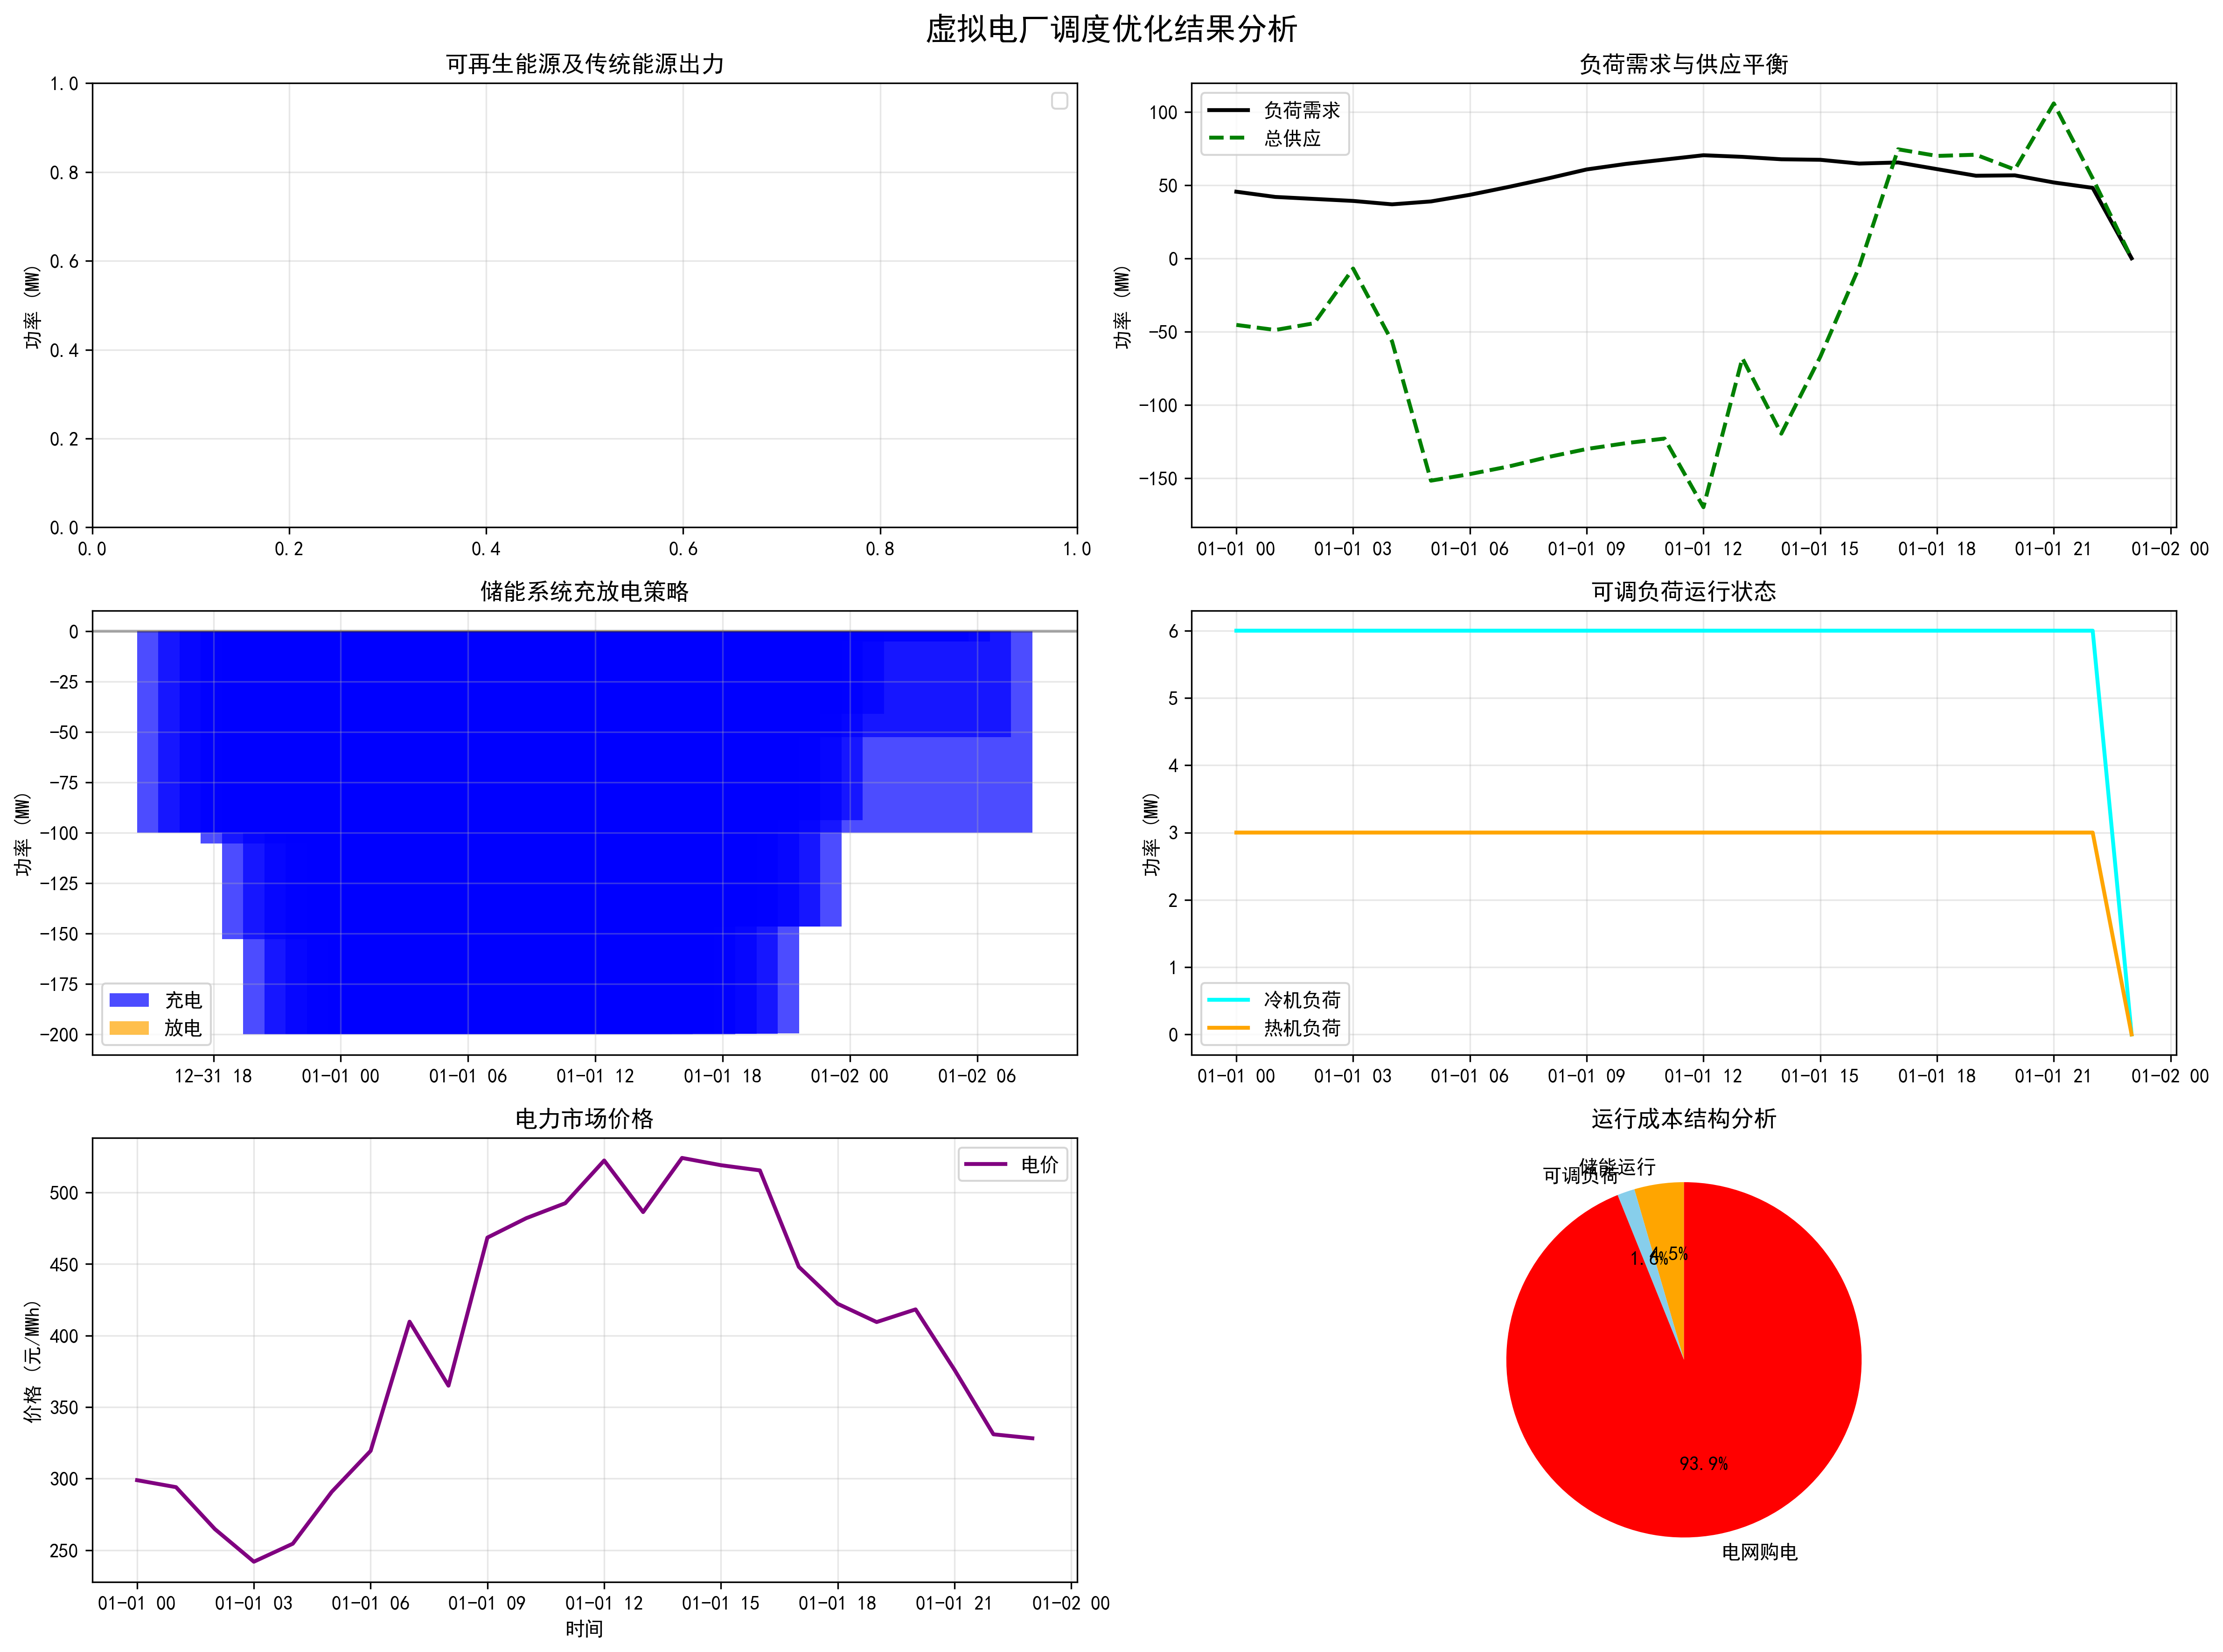 虚拟电厂调度优化结果分析
可再生能源及传统能源出力
功率 (MW)
1.0
0.8
0.6
0.4
0.2
0.0
0.0 0.2 0.4 0.6 0.8 1.0
负荷需求与供应平衡
负荷需求
总供应
功率 (MW)
100
50
0
−50
−100
−150
01-01 00 01-01 03 01-01 06 01-01 09 01-01 12 01-01 15 01-01 18 01-01 21 01-02 00
储能系统充放电策略
功率 (MW)
0
−25
−50
−75
−100
−125
−150
−175
−200
充电
放电
12-31 18 01-01 00 01-01 06 01-01 12 01-01 18 01-02 00 01-02 06
可调负荷运行状态
功率 (MW)
6
5
4
3
2
1
0
冷机负荷
热机负荷
01-01 00 01-01 03 01-01 06 01-01 09 01-01 12 01-01 15 01-01 18 01-01 21 01-02 00
电力市场价格
电价
价格 (元/MWh)
500
450
400
350
300
250
01-01 00 01-01 03 01-01 06 01-01 09 01-01 12 01-01 15 01-01 18 01-01 21 01-02 00
时间
运行成本结构分析
储能运行
可调负荷
4.5%
1.6%
93.9%
电网购电